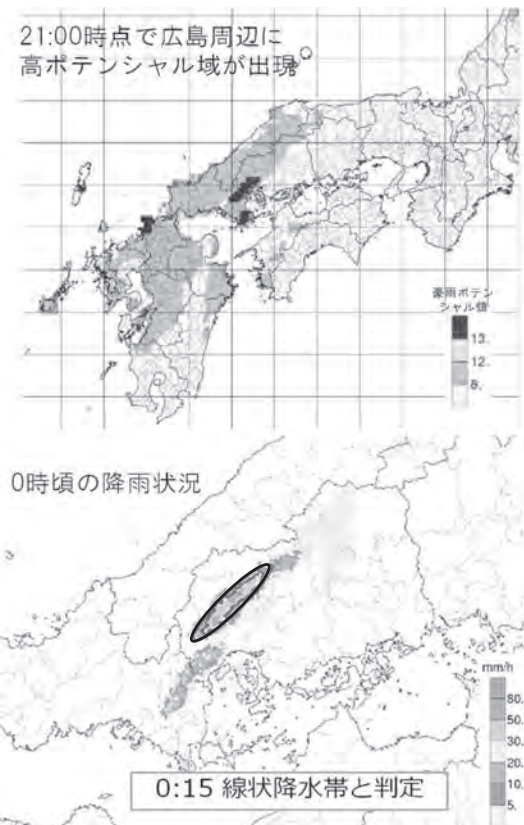 21:00時点で広島周辺に
高ポテンシャル域が出現
豪雨ポテン
シャル値
13.
12.
8.
0時頃の降雨状況
mm/h
80.
50.
30.
20.
10.
5.
0:15 線状降水帯と判定